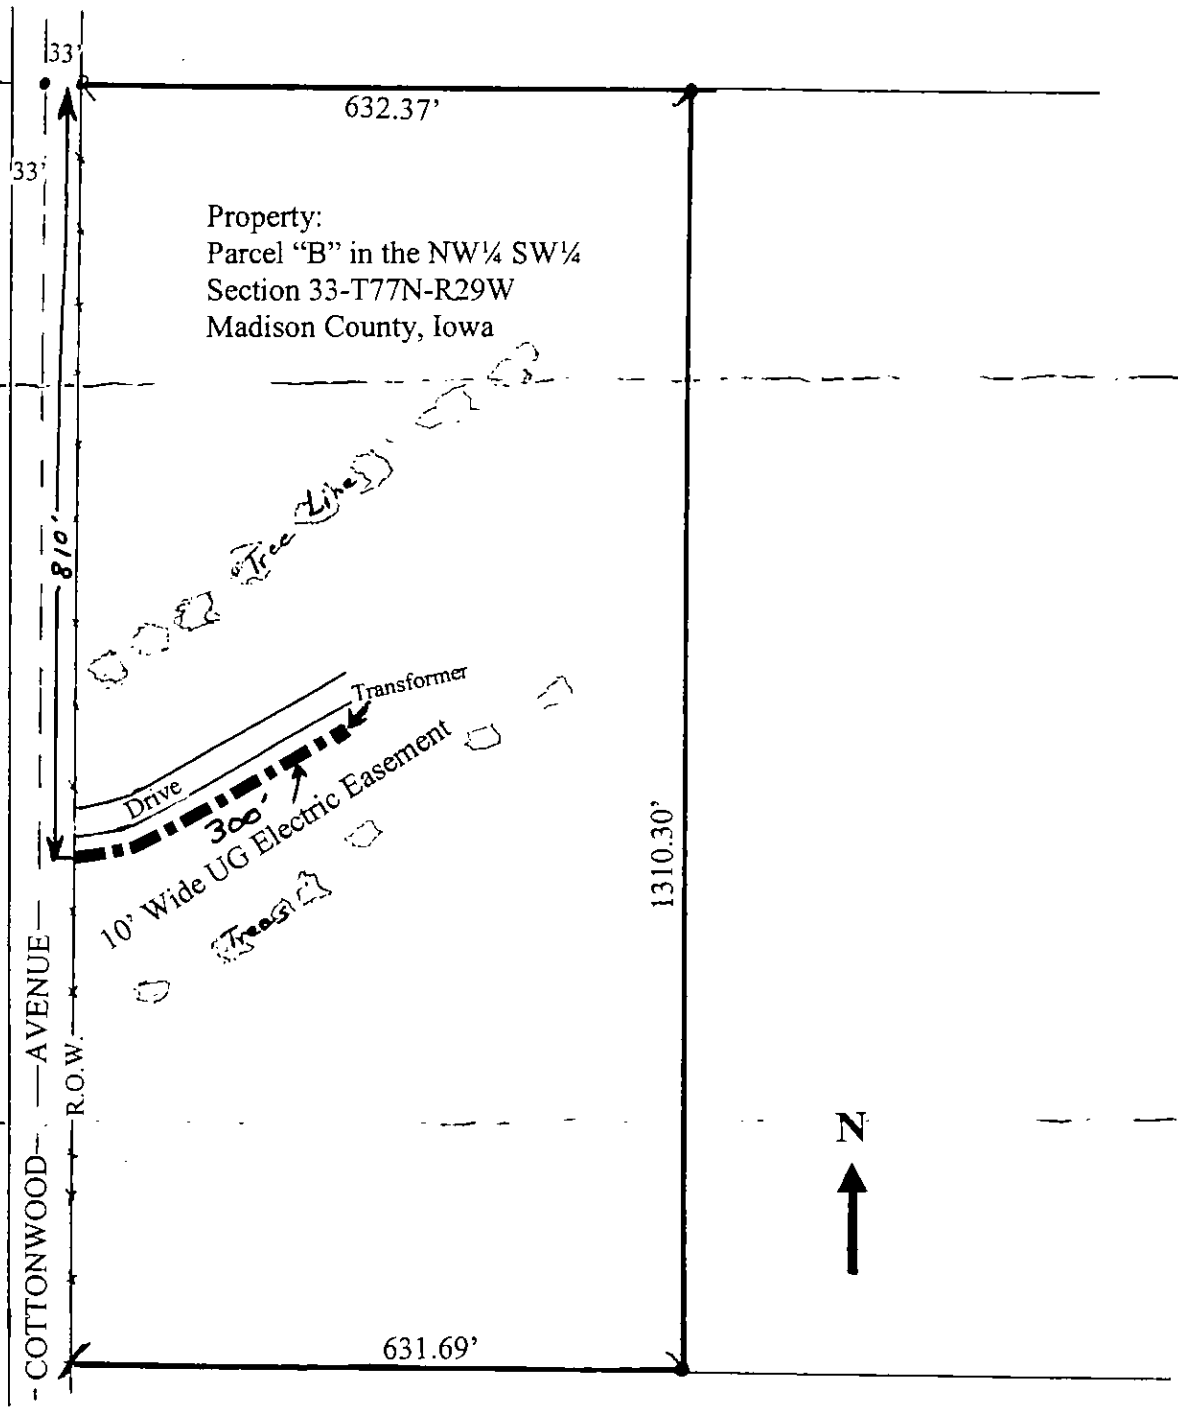 33'
632.37'
33'
Property:
Parcel “B” in the NW¼ SW¼
Section 33-T77N-R29W
Madison County, Iowa
Tree Line
810'
Transformer
Drive
300'
10' Wide UG Electric Easement
Trees
1310.30'
COTTONWOOD AVENUE
R.O.W.
N
631.69'